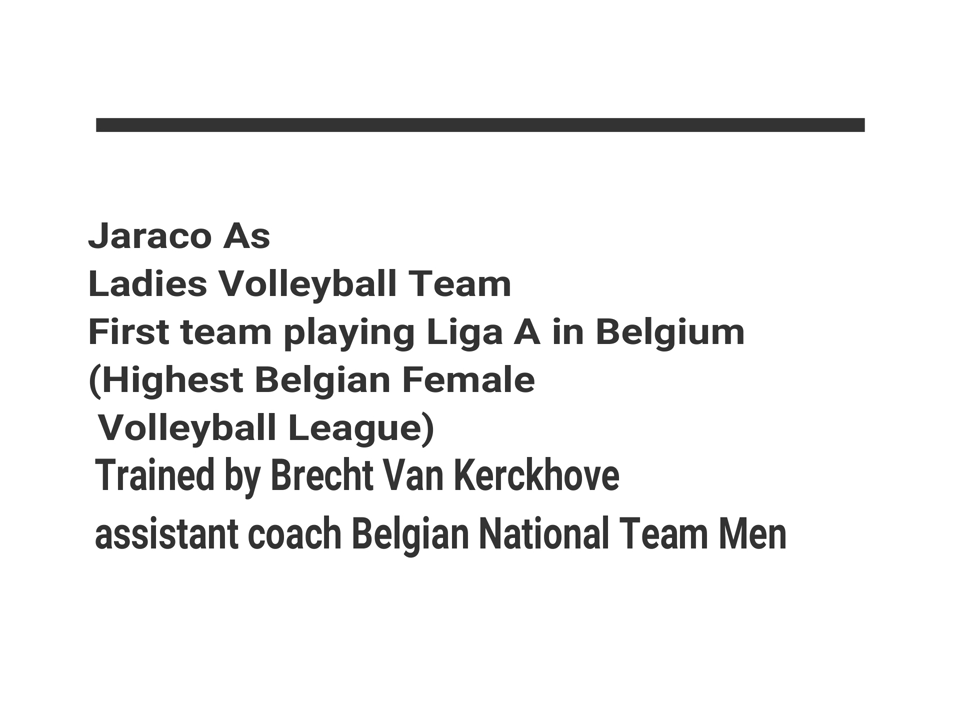 Jaraco As
Ladies Volleyball Team
First team playing Liga A in Belgium
(Highest Belgian Female
Volleyball League)
Trained by Brecht Van Kerckhove
assistant coach Belgian National Team Men